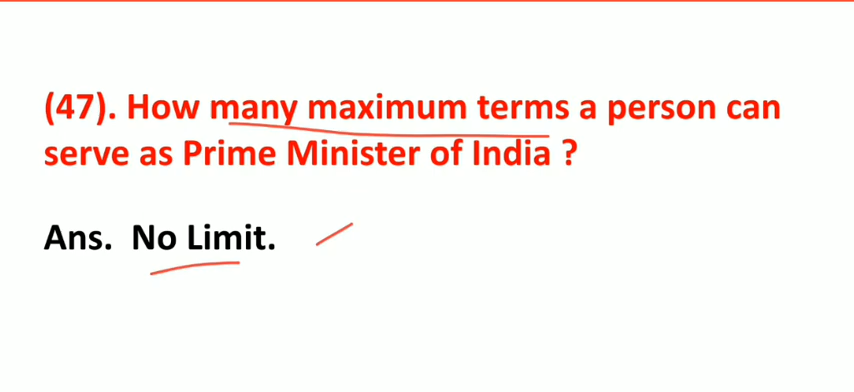 (47). How many maximum terms a person can
serve as Prime Minister of India ?
Ans. No Limit.